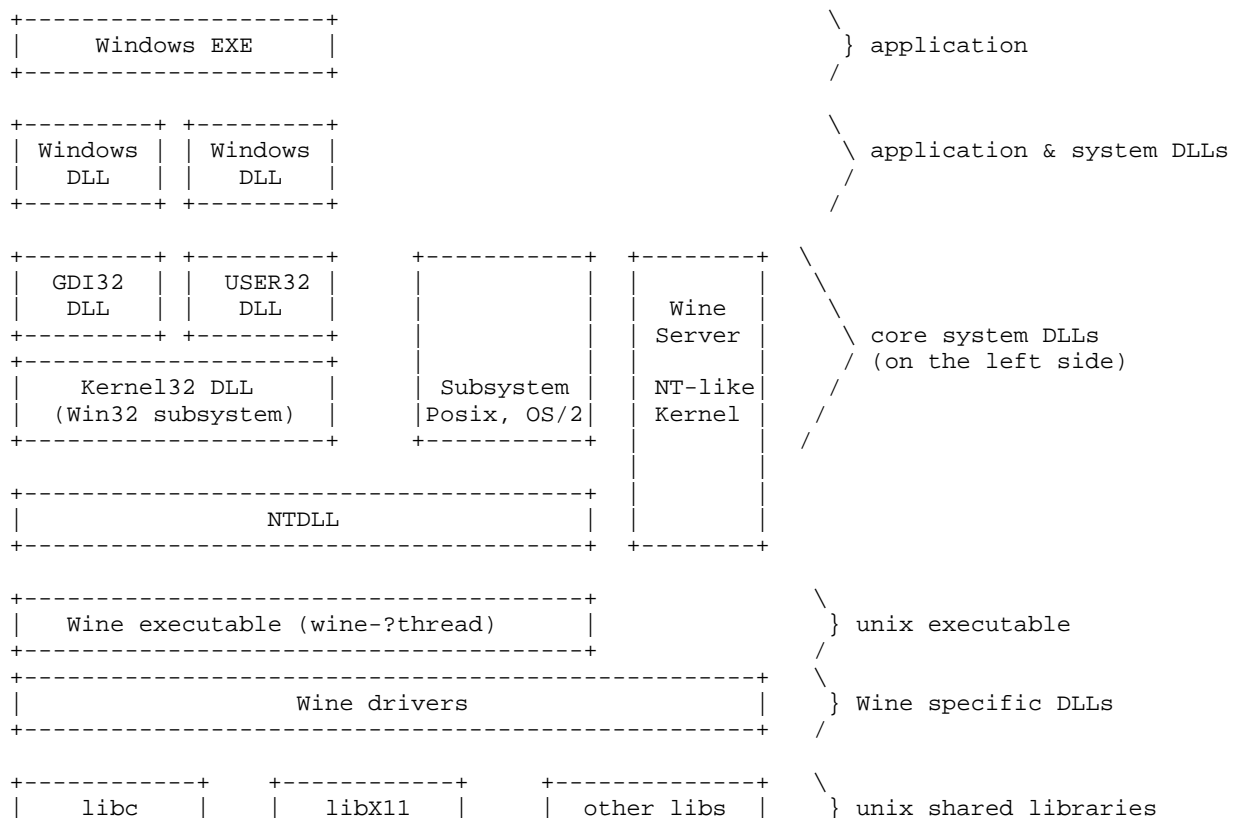 Windows EXE } application
Windows Windows application & system DLLs
DLL DLL
GDI32 USER32
DLL DLL Wine
Server core system DLLs
(on the left side)
Kernel32 DLL Subsystem NT-like
(Win32 subsystem) Posix, OS/2 Kernel
NTDLL
Wine executable (wine-?thread) } unix executable
Wine drivers } Wine specific DLLs
libc libX11 other libs } unix shared libraries